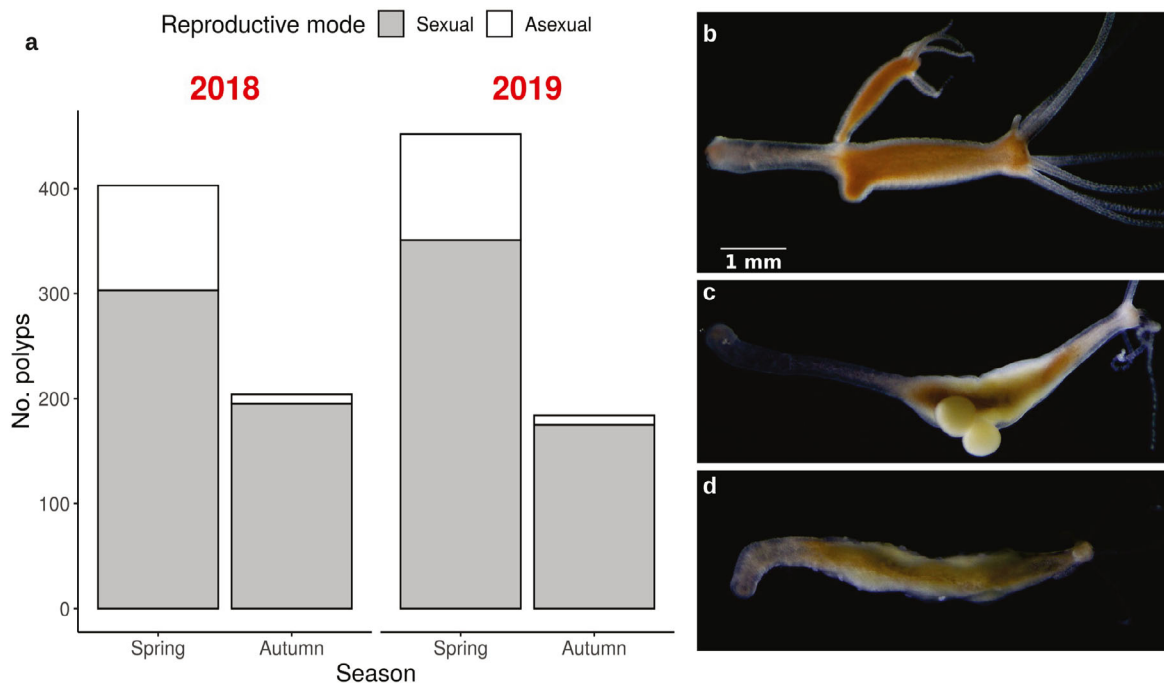 Reproductive mode Sexual Asexual
a
2018 2019
400
300
200
100
0
No. polyps
Spring Autumn Spring Autumn
Season
b
1 mm
c
d